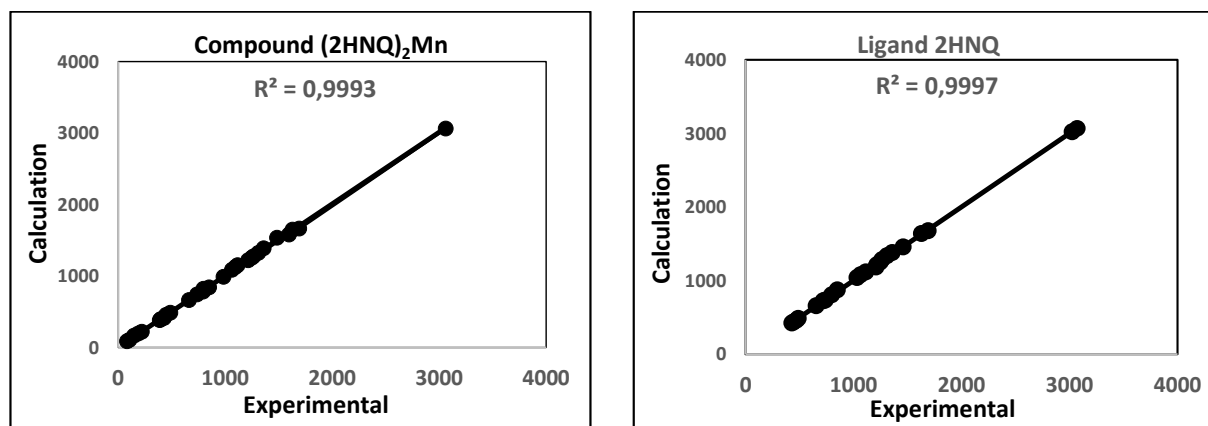 Compound (2HNQ)₂Mn
R² = 0,9993
4000
3000
2000
1000
0
Calculation
0 1000 2000 3000 4000
Experimental
Ligand 2HNQ
R² = 0,9997
4000
3000
2000
1000
0
Calculation
0 1000 2000 3000 4000
Experimental